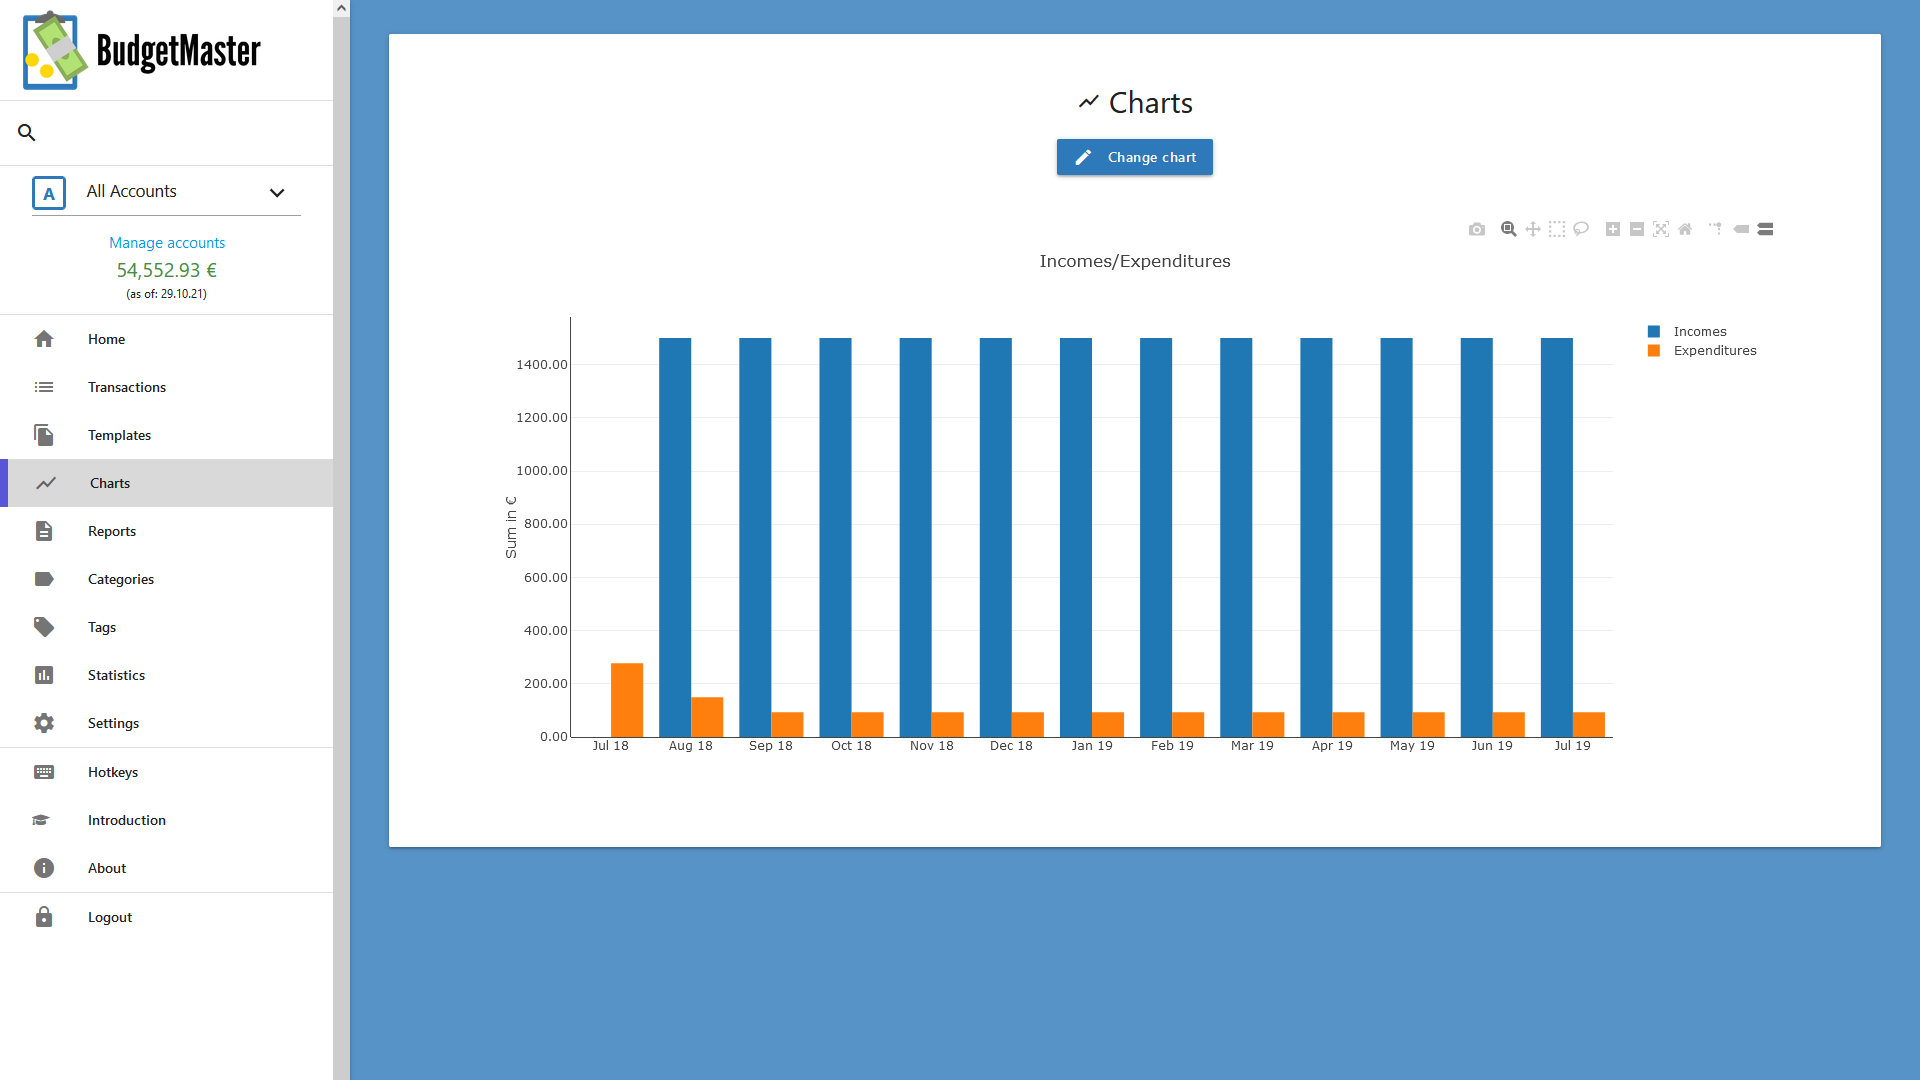 BudgetMaster
A
All Accounts
Manage accounts
54,552.93 €
(as of: 29.10.21)
Home
Transactions
Templates
Charts
Reports
Categories
Tags
Statistics
Settings
Hotkeys
Introduction
About
Logout
Charts
Change chart
Incomes/Expenditures
Incomes
Expenditures
Sum in €
1400.00
1200.00
1000.00
800.00
600.00
400.00
200.00
0.00
Jul 18 Aug 18 Sep 18 Oct 18 Nov 18 Dec 18 Jan 19 Feb 19 Mar 19 Apr 19 May 19 Jun 19 Jul 19